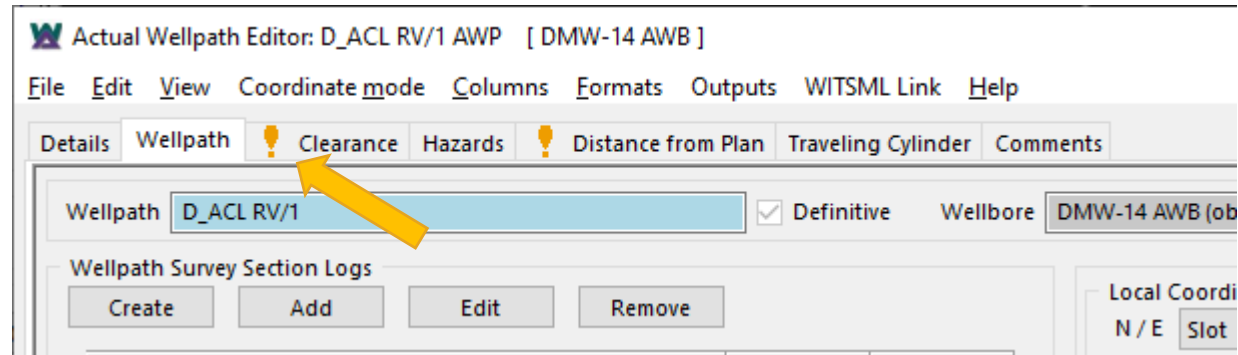 Actual Wellpath Editor: D_ACL RV/1 AWP [ DMW-14 AWB ]
File Edit View Coordinate mode Columns Formats Outputs WITSML Link Help
Details Wellpath Clearance Hazards Distance from Plan Traveling Cylinder Comments
Wellpath D_ACL RV/1 Definitive Wellbore DMW-14 AWB (ob
Wellpath Survey Section Logs
Create Add Edit Remove
Local Coordi
N / E Slot